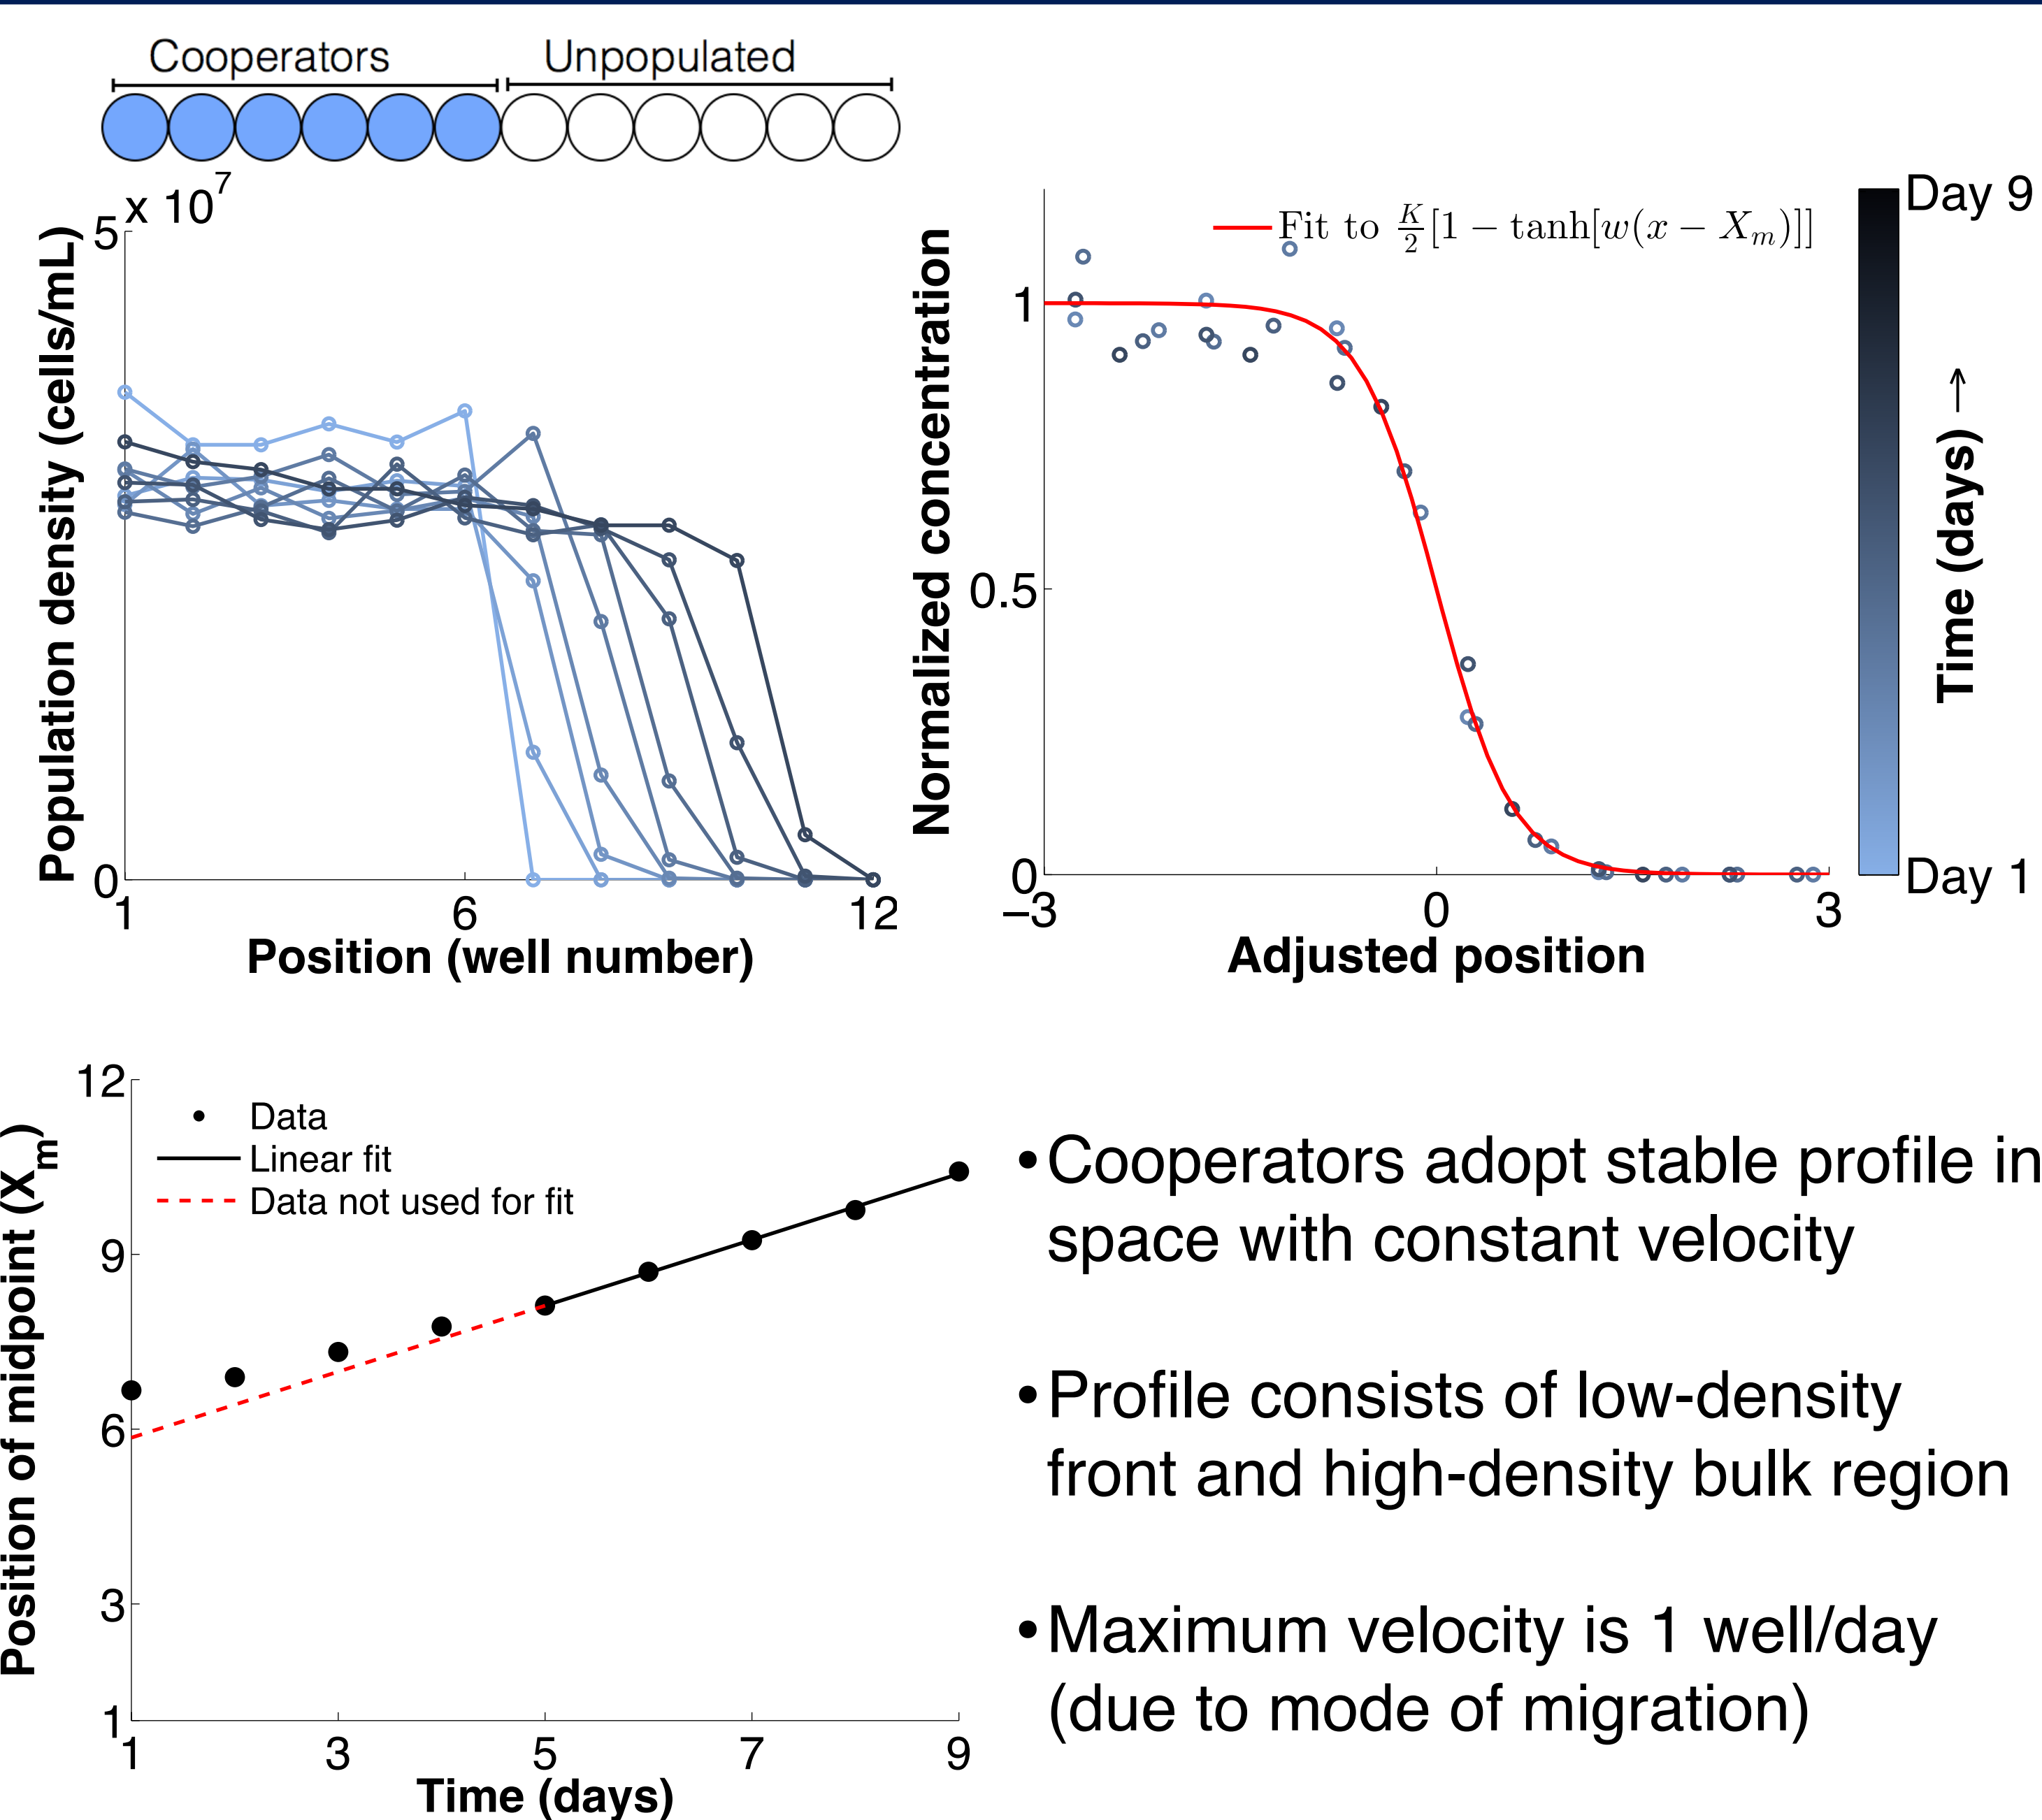 Cooperators
Unpopulated
x 10^7
5
0
1
6
12
Population density (cells/mL)
Position (well number)
Fit to \frac{K}{2}[1 − tanh[w(x − X_m)]]
1
0.5
0
−3
0
3
Normalized concentration
Adjusted position
Day 9
Day 1
Time (days) →
12
9
6
3
1
1
3
5
7
9
Data
Linear fit
Data not used for fit
Position of midpoint (X_m)
Time (days)
• Cooperators adopt stable profile in
space with constant velocity
• Profile consists of low-density
front and high-density bulk region
• Maximum velocity is 1 well/day
(due to mode of migration)